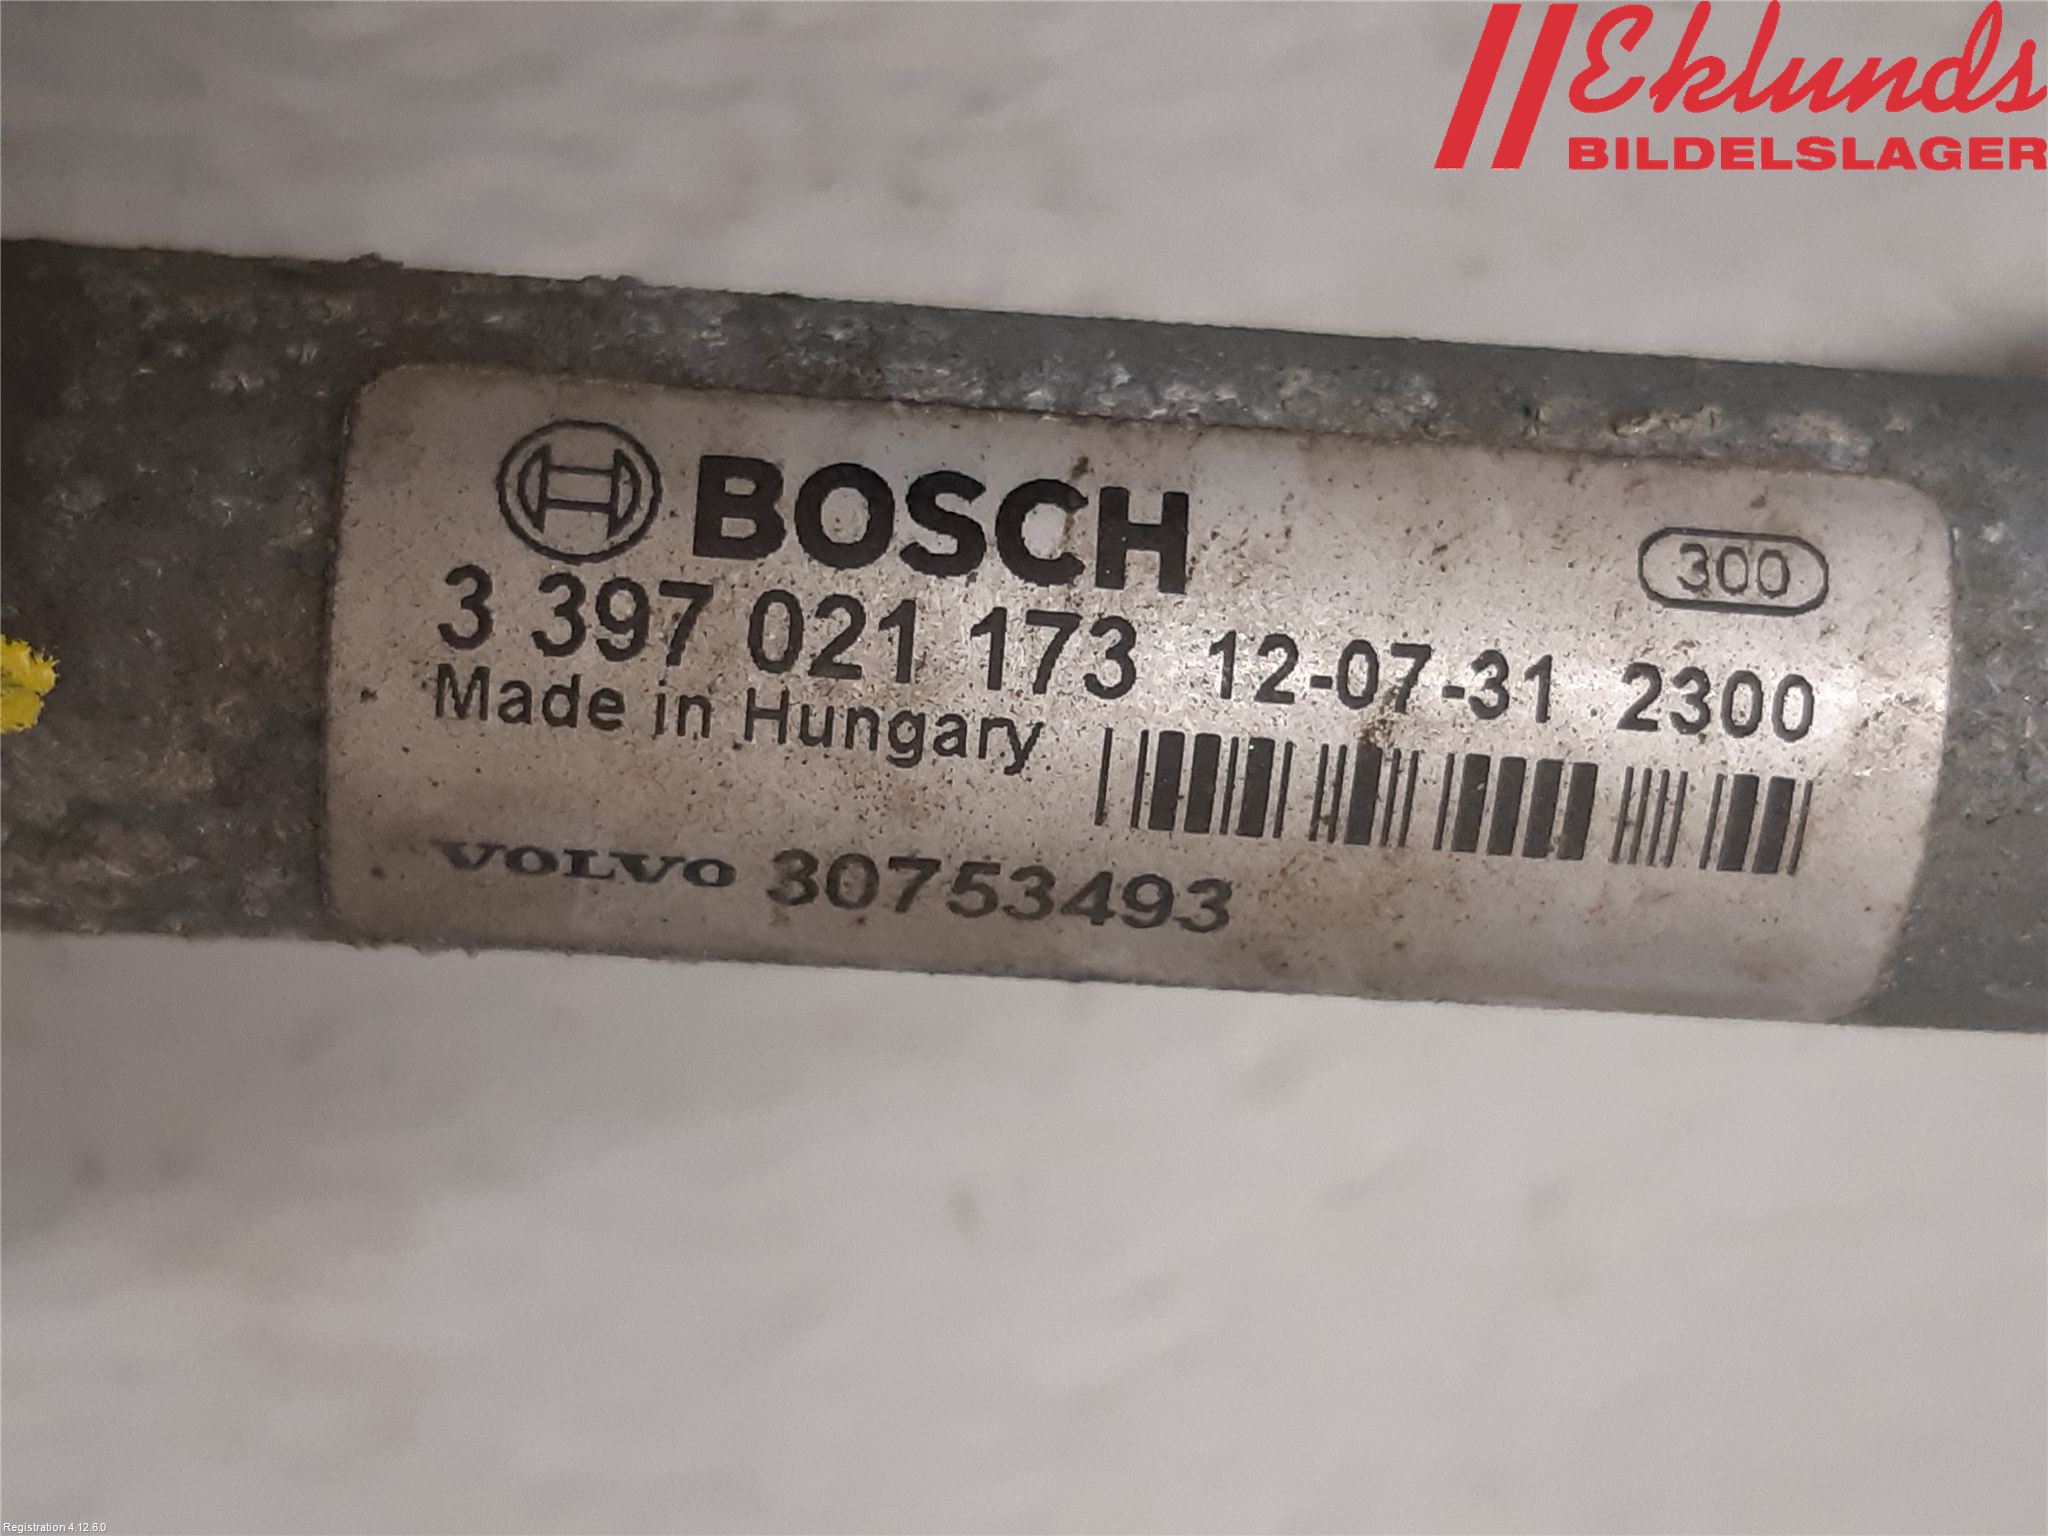 Eklunds
BILDELSLAGER
BOSCH
300
3 397 021 173 12-07-31 2300
Made in Hungary
VOLVO 30753493
Registration 4.12.6.0